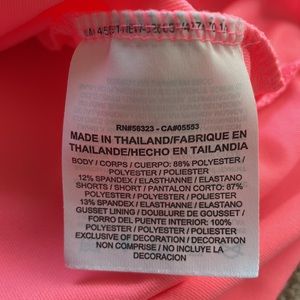 RN#56323 - CA#05553
MADE IN THAILAND/FABRIQUE EN
THAILANDE/HECHO EN TAILANDIA
BODY / CORPS / CUERPO: 88% POLYESTER /
POLYESTER / POLIESTER
12% SPANDEX / ELASTHANNE / ELASTANO
SHORTS / SHORT / PANTALON CORTO: 87%
POLYESTER / POLYESTER / POLIESTER
13% SPANDEX / ELASTHANNE / ELASTANO
GUSSET LINING / DOUBLURE DE GOUSSET /
FORRO DEL PUENTE INTERIOR: 100%
POLYESTER / POLYESTER / POLIESTER
EXCLUSIVE OF DECORATION / DECORATION
NON COMPRISE / NO INCLUYE LA
DECORACION